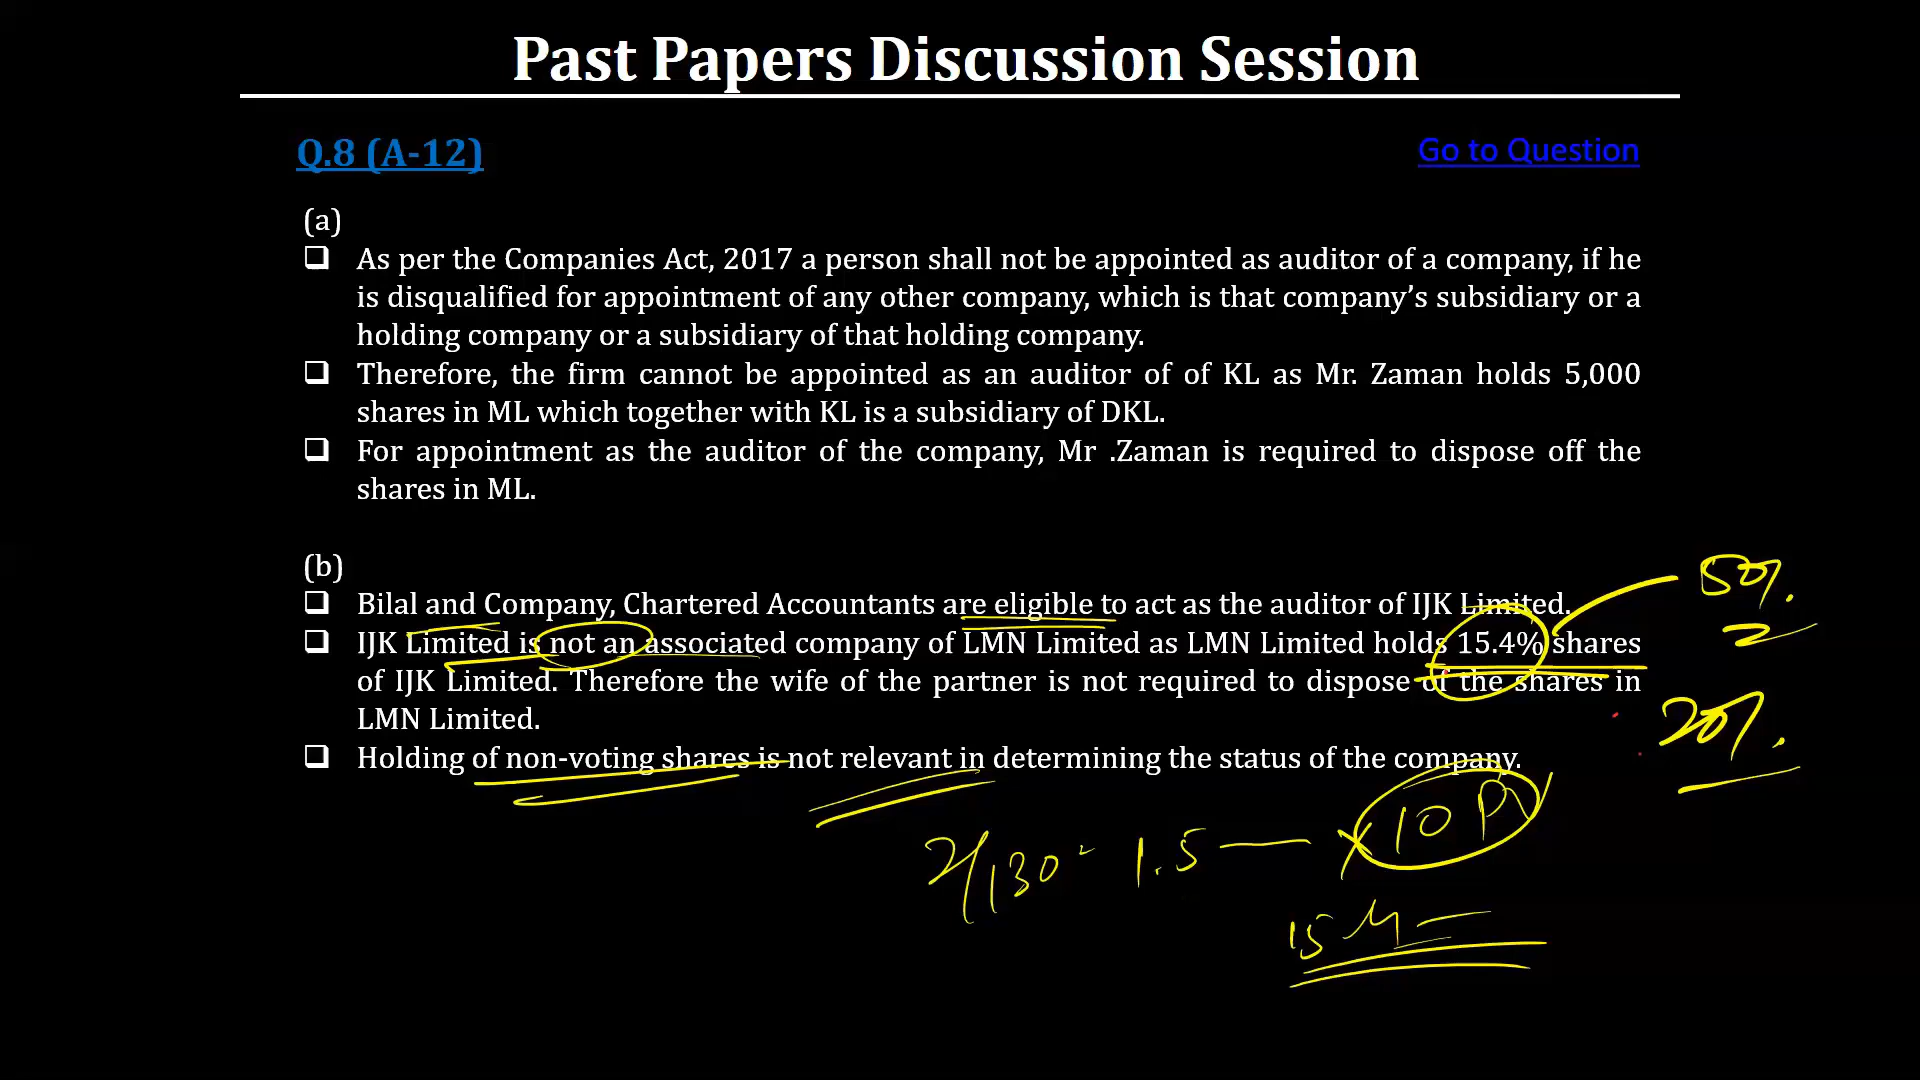 Past Papers Discussion Session
Q.8 (A-12)
Go to Question
(a)
❑ As per the Companies Act, 2017 a person shall not be appointed as auditor of a company, if he
is disqualified for appointment of any other company, which is that company’s subsidiary or a
holding company or a subsidiary of that holding company.
❑ Therefore, the firm cannot be appointed as an auditor of of KL as Mr. Zaman holds 5,000
shares in ML which together with KL is a subsidiary of DKL.
❑ For appointment as the auditor of the company, Mr .Zaman is required to dispose off the
shares in ML.
(b)
❑ Bilal and Company, Chartered Accountants are eligible to act as the auditor of IJK Limited.
❑ IJK Limited is not an associated company of LMN Limited as LMN Limited holds 15.4% shares
of IJK Limited. Therefore the wife of the partner is not required to dispose of the shares in
LMN Limited.
❑ Holding of non-voting shares is not relevant in determining the status of the company.
50%.
20%.
2/130 1.5 — x10 PV
15 M